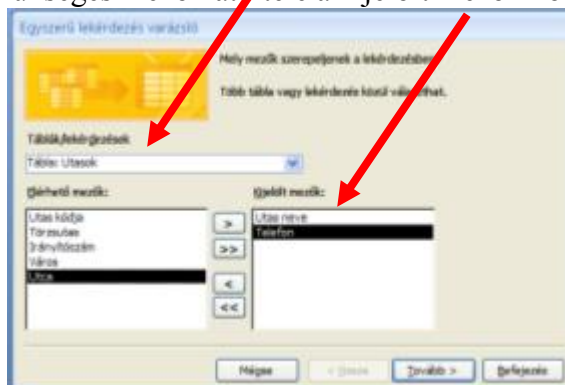 Egyszerű lekérdezés varázsló
Mely mezők szerepeljenek a lekérdezésben?
Több tábla vagy lekérdezés közül választhat.
Táblák/lekérdezések
Tábla: Utasok
Elérhető mezők:
Kijelölt mezők:
Utas kódja
Törzsutas
Irányítószám
Város
Utca
>
>>
<
<<
Utas neve
Telefon
Mégse
< Vissza
Tovább >
Befejezés